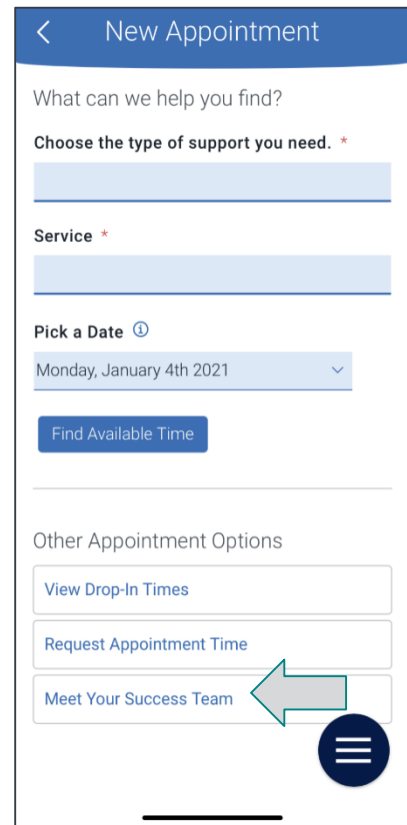 New Appointment
What can we help you find?
Choose the type of support you need. *
Service *
Pick a Date
Monday, January 4th 2021
Find Available Time
Other Appointment Options
View Drop-In Times
Request Appointment Time
Meet Your Success Team